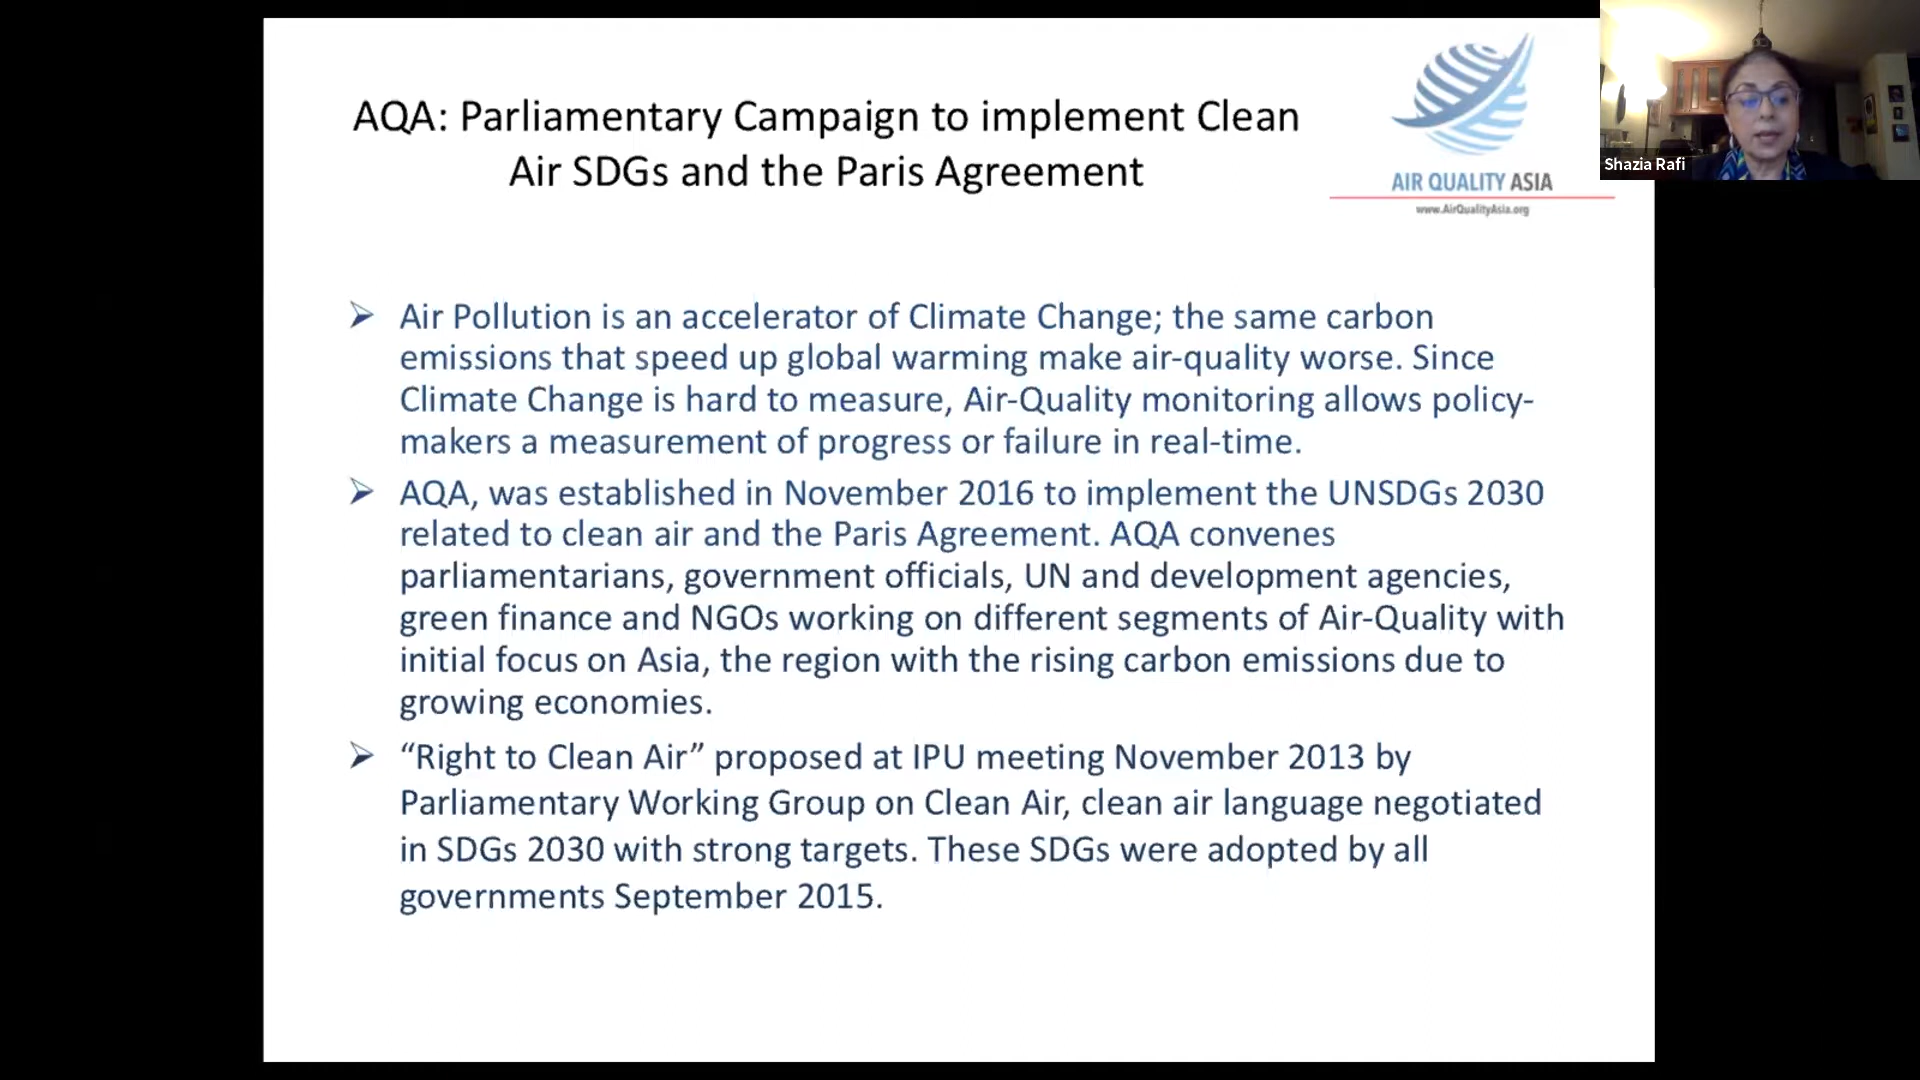 AQA: Parliamentary Campaign to implement Clean
Air SDGs and the Paris Agreement
AIR QUALITY ASIA
www.AirQualityAsia.org
Shazia Rafi
Air Pollution is an accelerator of Climate Change; the same carbon
emissions that speed up global warming make air-quality worse. Since
Climate Change is hard to measure, Air-Quality monitoring allows policy-
makers a measurement of progress or failure in real-time.
AQA, was established in November 2016 to implement the UNSDGs 2030
related to clean air and the Paris Agreement. AQA convenes
parliamentarians, government officials, UN and development agencies,
green finance and NGOs working on different segments of Air-Quality with
initial focus on Asia, the region with the rising carbon emissions due to
growing economies.
“Right to Clean Air” proposed at IPU meeting November 2013 by
Parliamentary Working Group on Clean Air, clean air language negotiated
in SDGs 2030 with strong targets. These SDGs were adopted by all
governments September 2015.